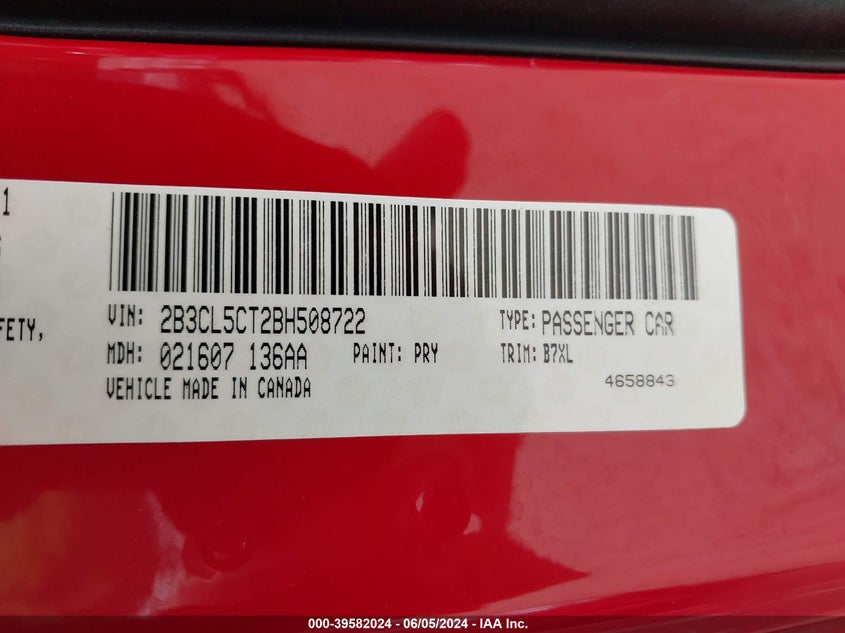 1
FETY,
VIN: 2B3CL5CT2BH508722
TYPE: PASSENGER CAR
MDH: 021607 136AA
PAINT: PRY
TRIM: B7XL
VEHICLE MADE IN CANADA
4658843
000-39582024 - 06/05/2024 - IAA Inc.